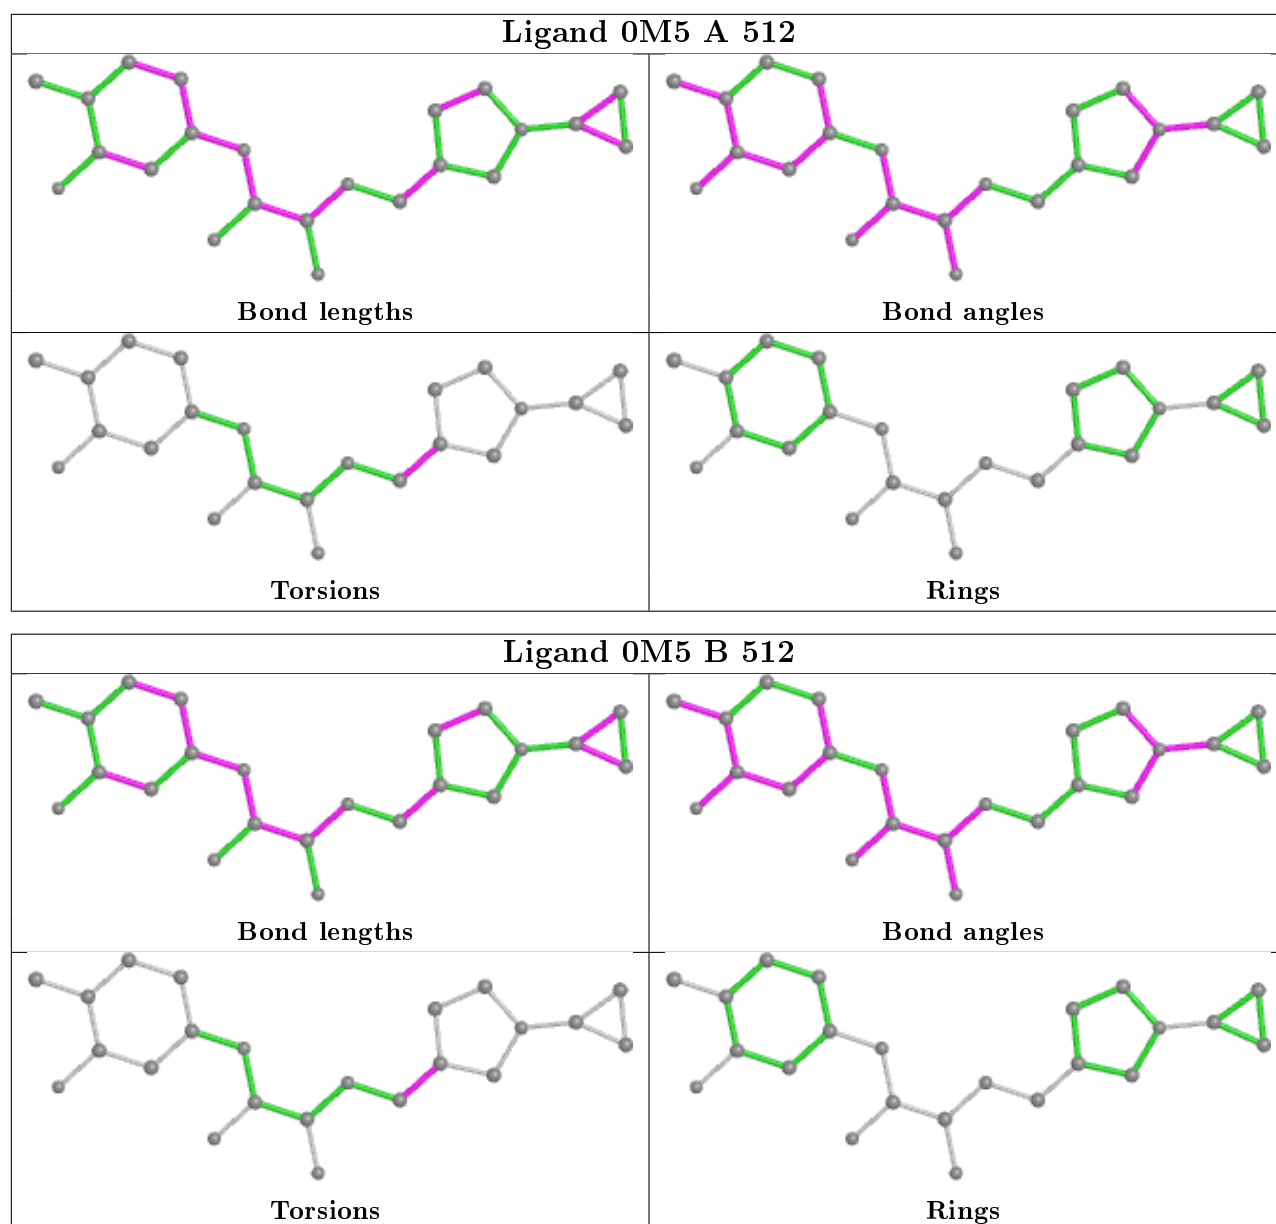 Ligand 0M5 A 512
Bond lengths
Bond angles
Torsions
Rings
Ligand 0M5 B 512
Bond lengths
Bond angles
Torsions
Rings